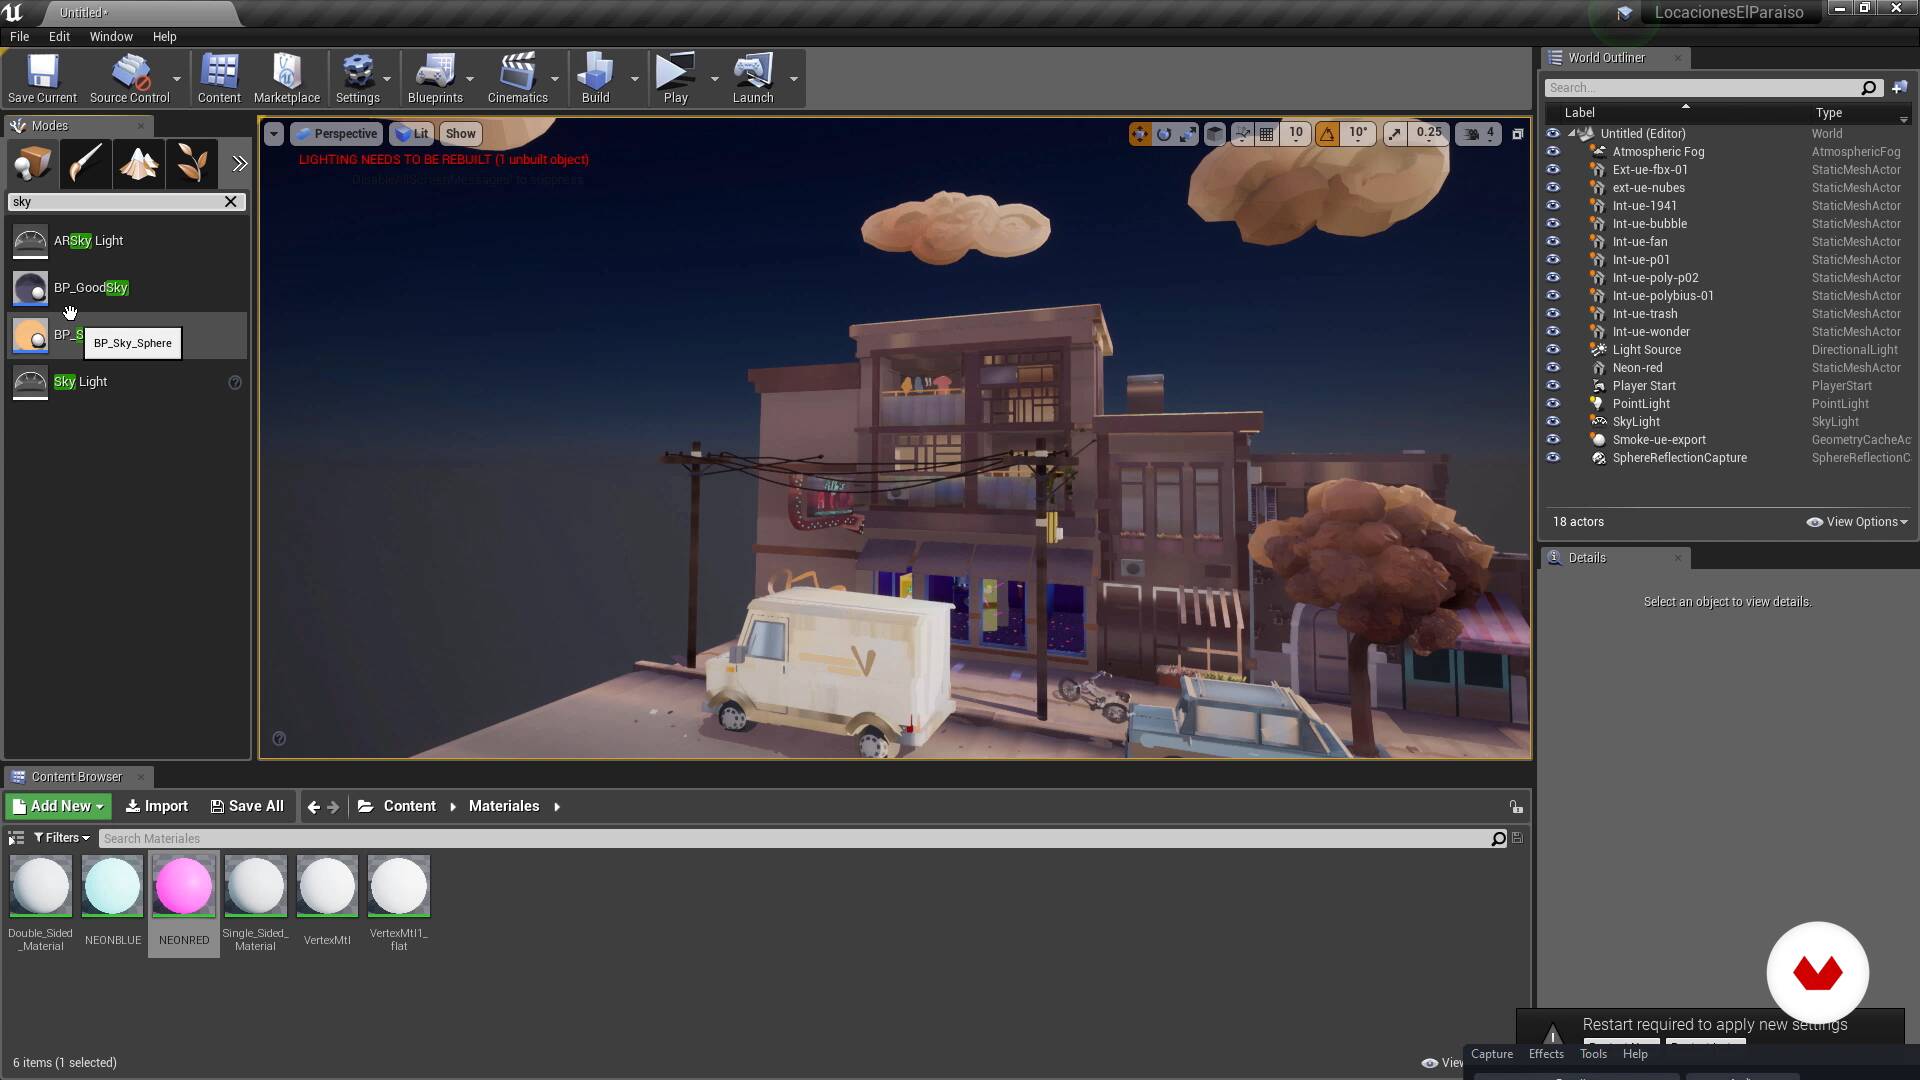 Untitled*
LocacionesElParaiso
File Edit Window Help
Save Current Source Control Content Marketplace Settings Blueprints Cinematics Build Play Launch
Modes
sky
ARSky Light
BP_GoodSky
BP_S
BP_Sky_Sphere
Sky Light
Perspective Lit Show
10 10° 0.25 4
LIGHTING NEEDS TO BE REBUILT (1 unbuilt object)
'DisableAllScreenMessages' to suppress
World Outliner
Search...
Label Type
Untitled (Editor) World
Atmospheric Fog AtmosphericFog
Ext-ue-fbx-01 StaticMeshActor
ext-ue-nubes StaticMeshActor
Int-ue-1941 StaticMeshActor
Int-ue-bubble StaticMeshActor
Int-ue-fan StaticMeshActor
Int-ue-p01 StaticMeshActor
Int-ue-poly-p02 StaticMeshActor
Int-ue-polybius-01 StaticMeshActor
Int-ue-trash StaticMeshActor
Int-ue-wonder StaticMeshActor
Light Source DirectionalLight
Neon-red StaticMeshActor
Player Start PlayerStart
PointLight PointLight
SkyLight SkyLight
Smoke-ue-export GeometryCacheAc
SphereReflectionCapture SphereReflectionC
18 actors View Options
Details
Select an object to view details.
Content Browser
Add New Import Save All Content Materiales
Filters Search Materiales
Double_Sided_Material
NEONBLUE
NEONRED
Single_Sided_Material
VertexMtl
VertexMtl1_flat
6 items (1 selected) View
Restart required to apply new settings
Capture Effects Tools Help